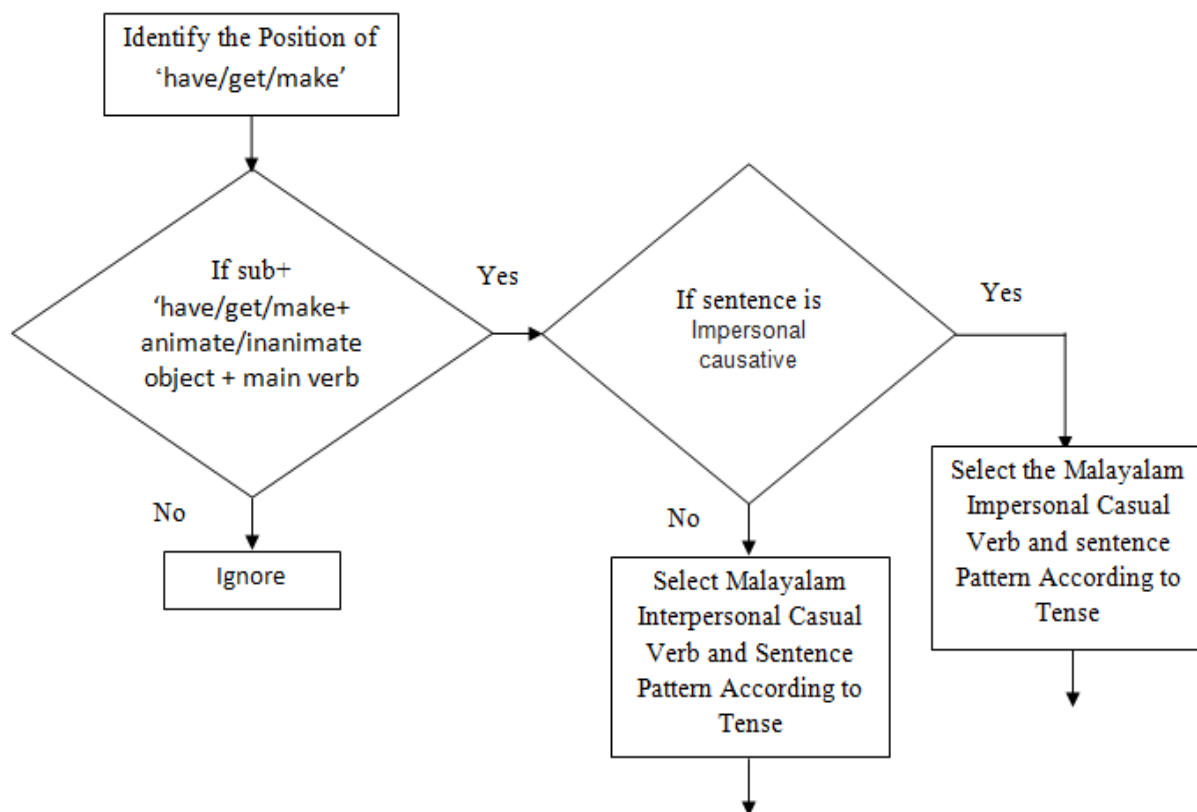 Identify the Position of
‘have/get/make’
If sub+
‘have/get/make+
animate/inanimate
object + main verb
Yes
No
Ignore
If sentence is
Impersonal
causative
Yes
No
Select Malayalam
Interpersonal Casual
Verb and Sentence
Pattern According to
Tense
Select the Malayalam
Impersonal Casual
Verb and sentence
Pattern According to
Tense